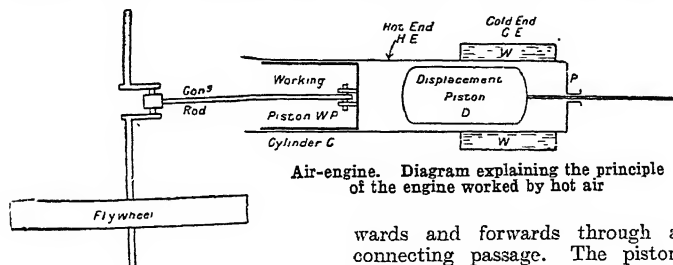 Hot End
H E
Cold End
C E
W
Working
Displacement
Piston
D
P
Cong
Rod
Piston WP
W
Cylinder C
Air-engine. Diagram explaining the principle
of the engine worked by hot air
Flywheel
wards and forwards through a
connecting passage. The piston